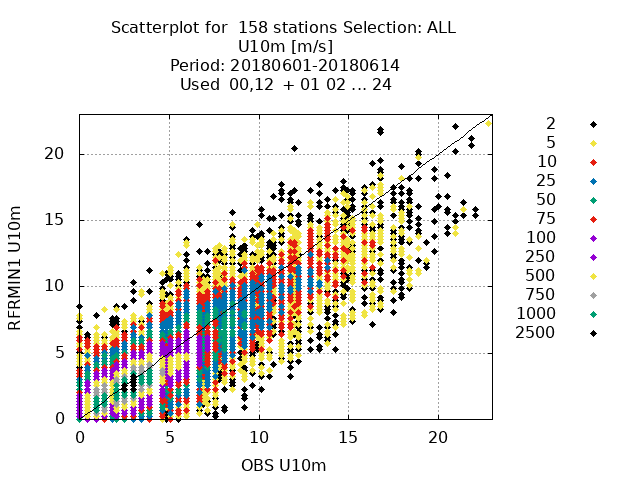 Scatterplot for  158 stations Selection: ALL
U10m [m/s]
Period: 20180601-20180614
Used  00,12  + 01 02 ... 24
RFRMIN1 U10m
20
15
10
5
0
0 5 10 15 20
OBS U10m
2
5
10
25
50
75
100
250
500
750
1000
2500